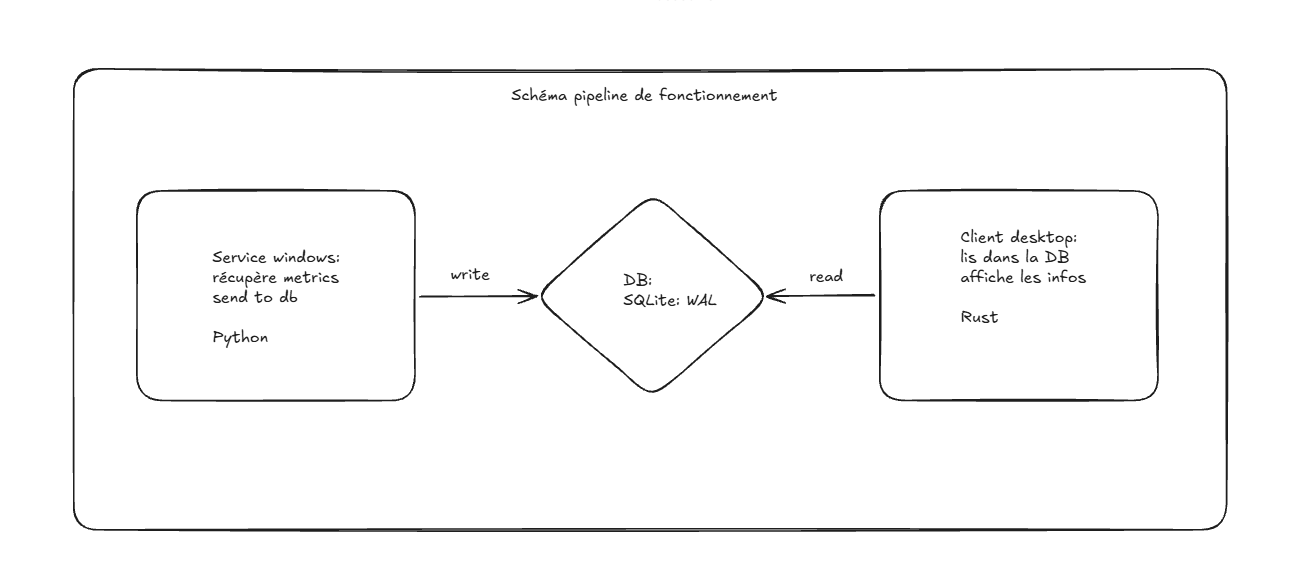 Schéma pipeline de fonctionnement
Service windows:
récupère metrics
send to db
Python
write
DB:
SQLite: WAL
read
Client desktop:
lis dans la DB
affiche les infos
Rust